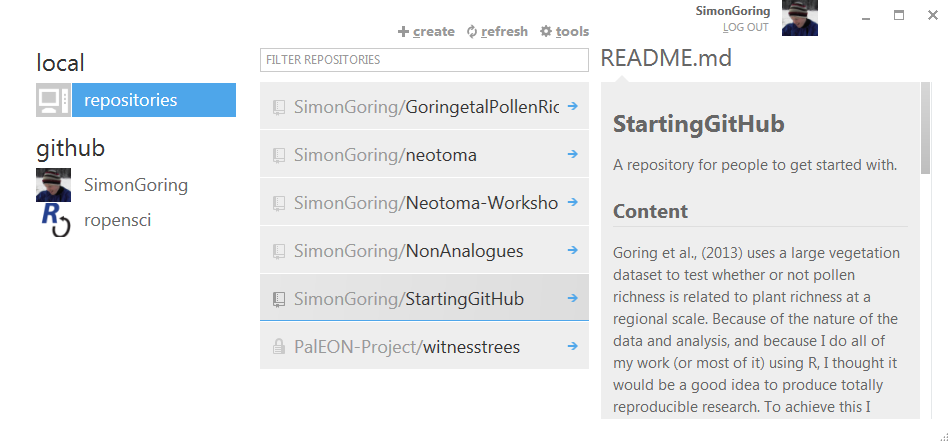 SimonGoring
LOG OUT
create refresh tools
local
repositories
github
SimonGoring
ropensci
FILTER REPOSITORIES
SimonGoring/GoringetalPollenRic
SimonGoring/neotoma
SimonGoring/Neotoma-Worksho
SimonGoring/NonAnalogues
SimonGoring/StartingGitHub
PalEON-Project/witnesstrees
README.md
StartingGitHub
A repository for people to get started with.
Content
Goring et al., (2013) uses a large vegetation
dataset to test whether or not pollen
richness is related to plant richness at a
regional scale. Because of the nature of the
data and analysis, and because I do all of
my work (or most of it) using R, I thought it
would be a good idea to produce totally
reproducible research. To achieve this I